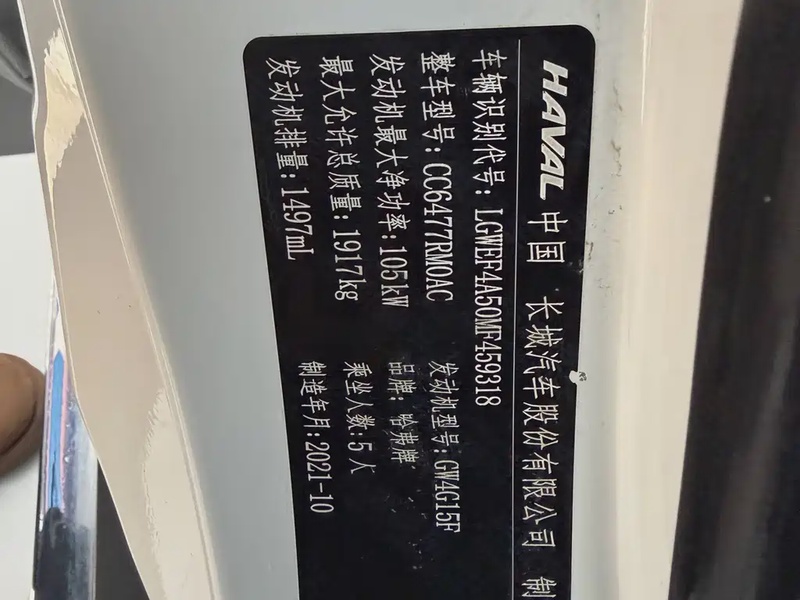 HAVAL 中国 长城汽车股份有限公司 制
车辆识别代号:LGWEF4A50MF459318
整车型号:CC6477RM0AC 发动机型号:GW4G15F
发动机最大净功率:105kW 品牌:哈弗牌
最大允许总质量:1917kg 乘坐人数:5人
发动机排量:1497mL 制造年月:2021-10